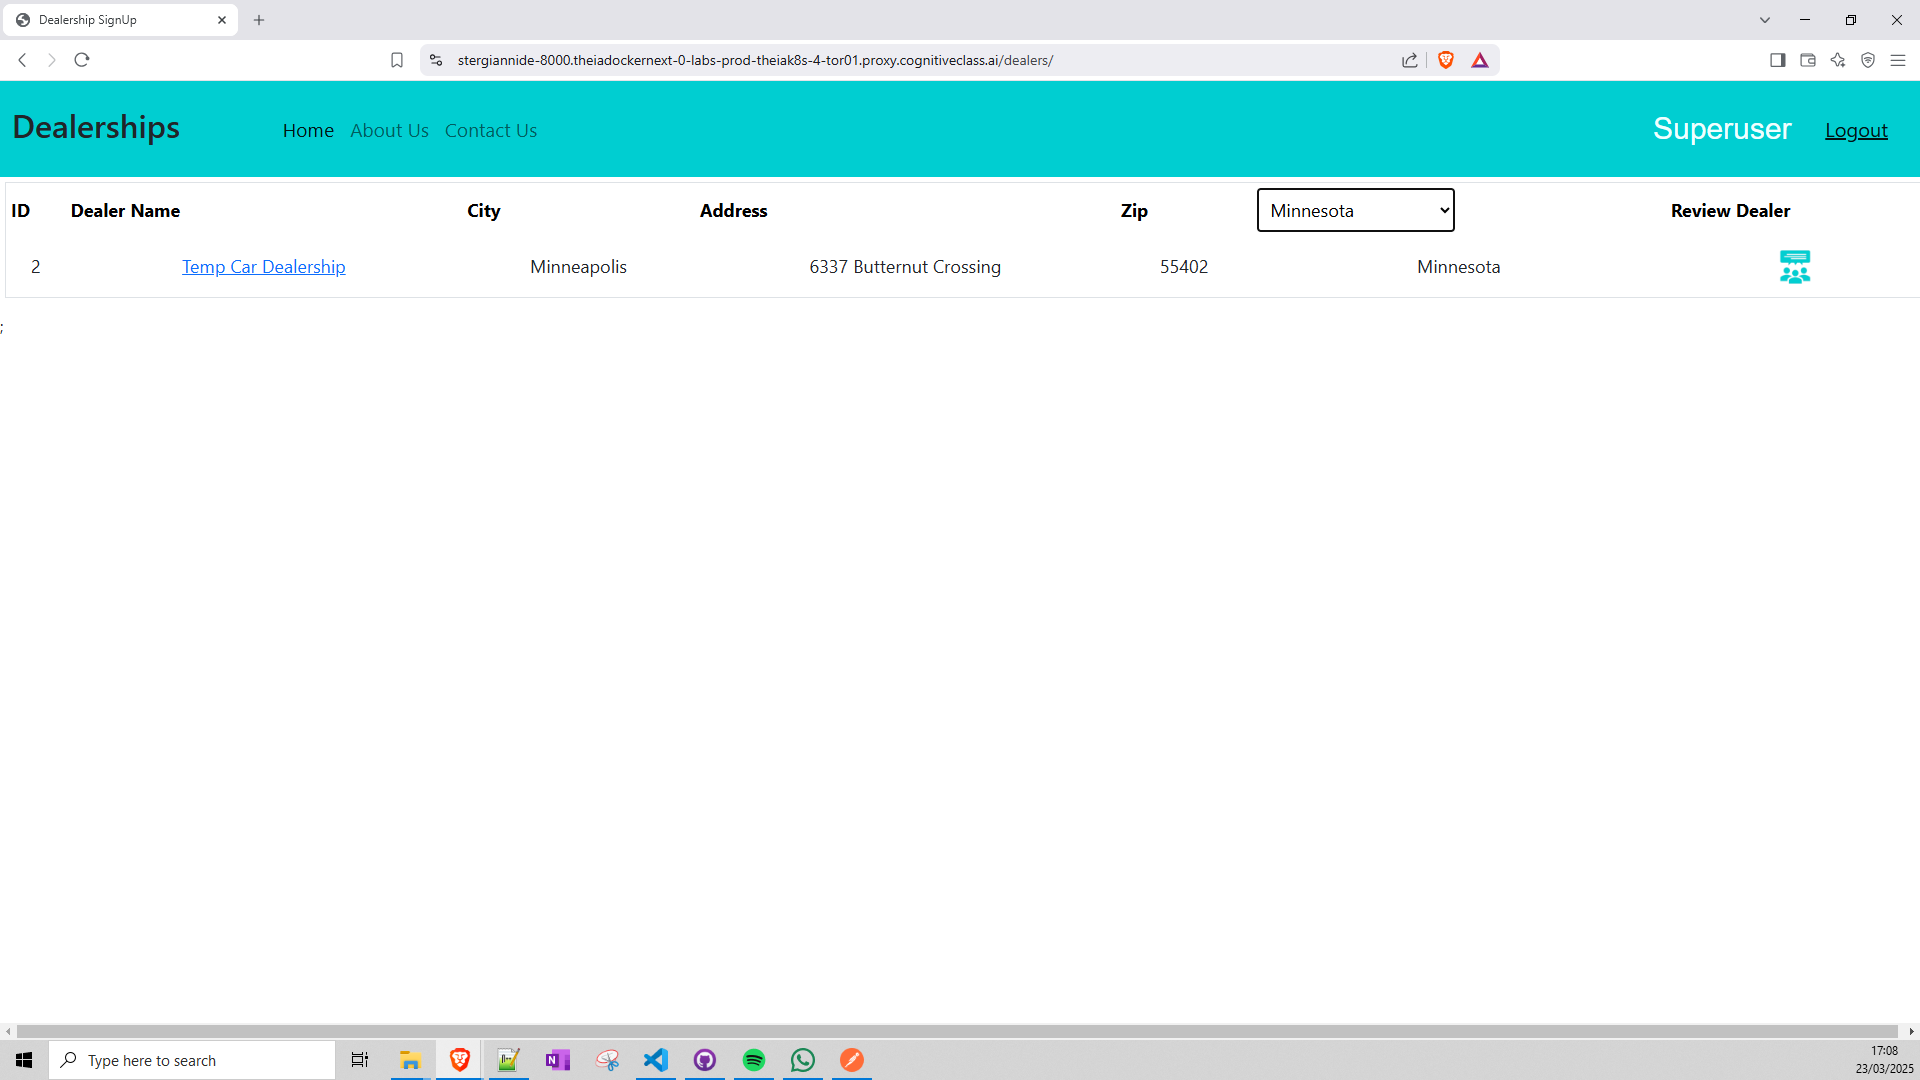 Dealership SignUp
stergiannide-8000.theiadockernext-0-labs-prod-theiak8s-4-tor01.proxy.cognitiveclass.ai/dealers/
Dealerships Home About Us Contact Us Superuser Logout
ID Dealer Name City Address Zip Minnesota Review Dealer
2 Temp Car Dealership Minneapolis 6337 Butternut Crossing 55402 Minnesota
;
Type here to search
17:08
23/03/2025